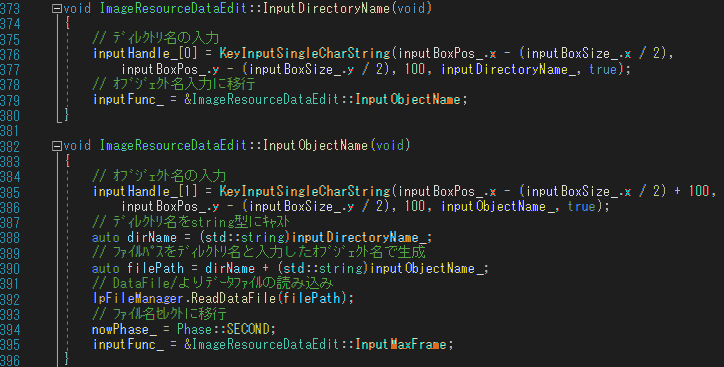 373 void ImageResourceDataEdit::InputDirectoryName(void)
374 {
375 // ディレクトリ名の入力
376 inputHandle_[0] = KeyInputSingleCharString(inputBoxPos_.x - (inputBoxSize_.x / 2),
377 inputBoxPos_.y - (inputBoxSize_.y / 2), 100, inputDirectoryName_, true);
378 // オブジェクト名入力に移行
379 inputFunc_ = &ImageResourceDataEdit::InputObjectName;
380 }
381
382 void ImageResourceDataEdit::InputObjectName(void)
383 {
384 // オブジェクト名の入力
385 inputHandle_[1] = KeyInputSingleCharString(inputBoxPos_.x - (inputBoxSize_.x / 2) + 100,
386 inputBoxPos_.y - (inputBoxSize_.y / 2), 100, inputObjectName_, true);
387 // ディレクトリ名をstring型にキャスト
388 auto dirName = (std::string)inputDirectoryName_;
389 // ファイルパスをディレクトリ名と入力したオブジェクト名で生成
390 auto filePath = dirName + (std::string)inputObjectName_;
391 // DataFile/よりデータファイルの読み込み
392 lpFileManager.ReadDataFile(filePath);
393 // ファイル名セレクトに移行
394 nowPhase_ = Phase::SECOND;
395 inputFunc_ = &ImageResourceDataEdit::InputMaxFrame;
396 }